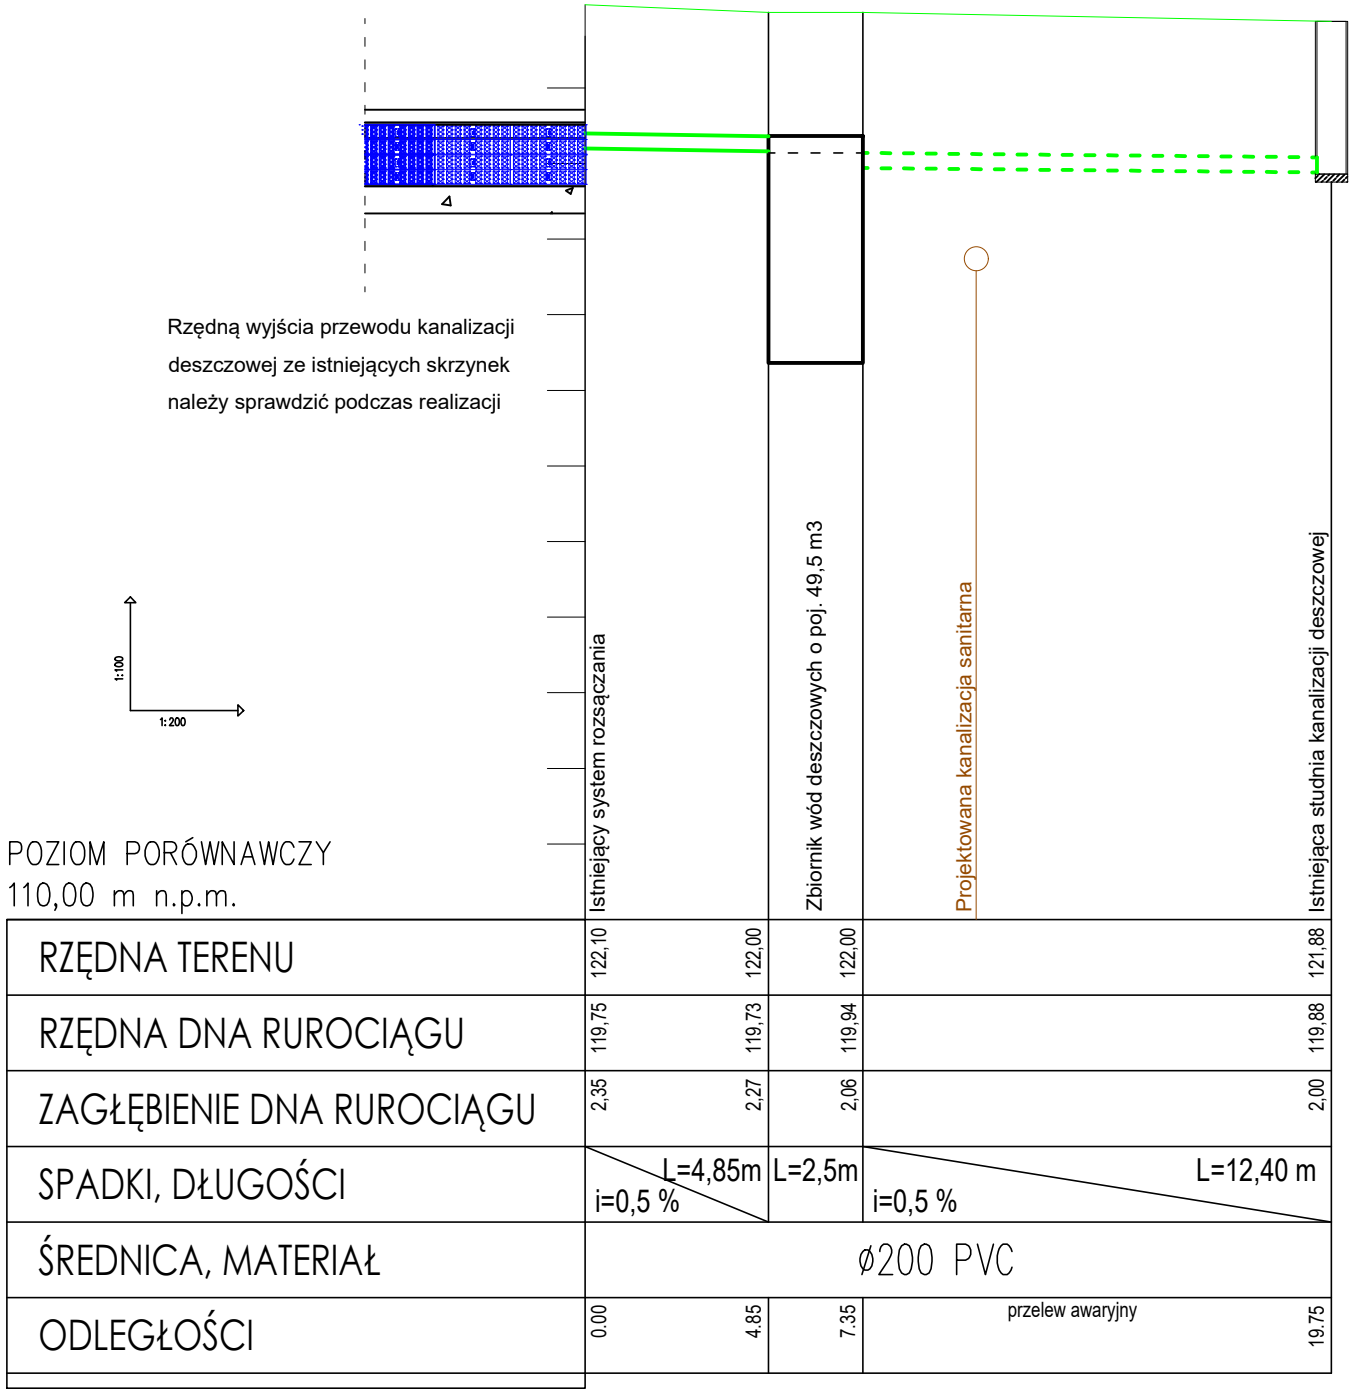 Rzędną wyjścia przewodu kanalizacji
deszczowej ze istniejących skrzynek
należy sprawdzić podczas realizacji
1:100
1:200
Istniejący system rozsączania
Zbiornik wód deszczowych o poj. 49,5 m3
Projektowana kanalizacja sanitarna
Istniejąca studnia kanalizacji deszczowej
POZIOM PORÓWNAWCZY
110,00 m n.p.m.
RZĘDNA TERENU 122,10 122,00 122,00 121,88
RZĘDNA DNA RUROCIĄGU 119,75 119,73 119,94 119,88
ZAGŁĘBIENIE DNA RUROCIĄGU 2,35 2,27 2,06 2,00
SPADKI, DŁUGOŚCI i=0,5 % L=4,85m L=2,5m i=0,5 % L=12,40 m
ŚREDNICA, MATERIAŁ ø200 PVC
ODLEGŁOŚCI 0.00 4.85 7.35 przelew awaryjny 19.75